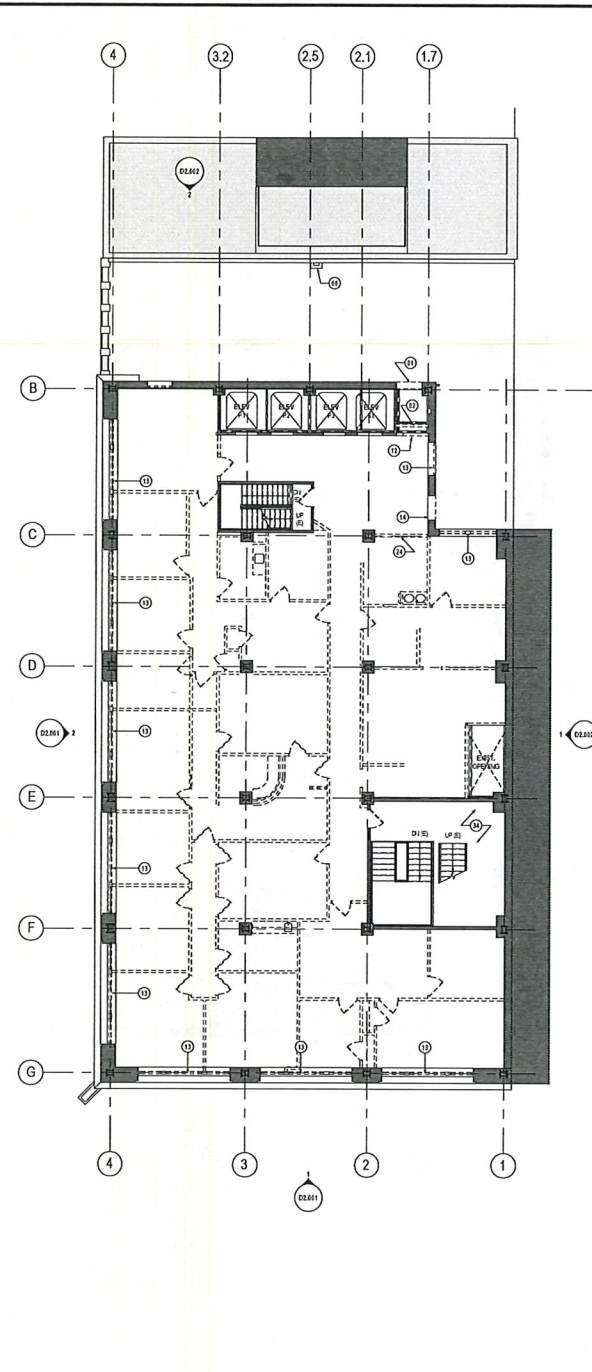 4 3.2 2.5 2.1 1.7
D2.002
2
68
B
01
ELEV ELEV ELEV ELEV
02
12
13
13
DN (E)
UP (E)
14
C
24
13
13
D
D2.001 2
13
1 D2.002
EXIST. OPENING
E
34
DN (E) UP (E)
13
F
13
13 13 13
G
4 3 2 1
1
D2.001